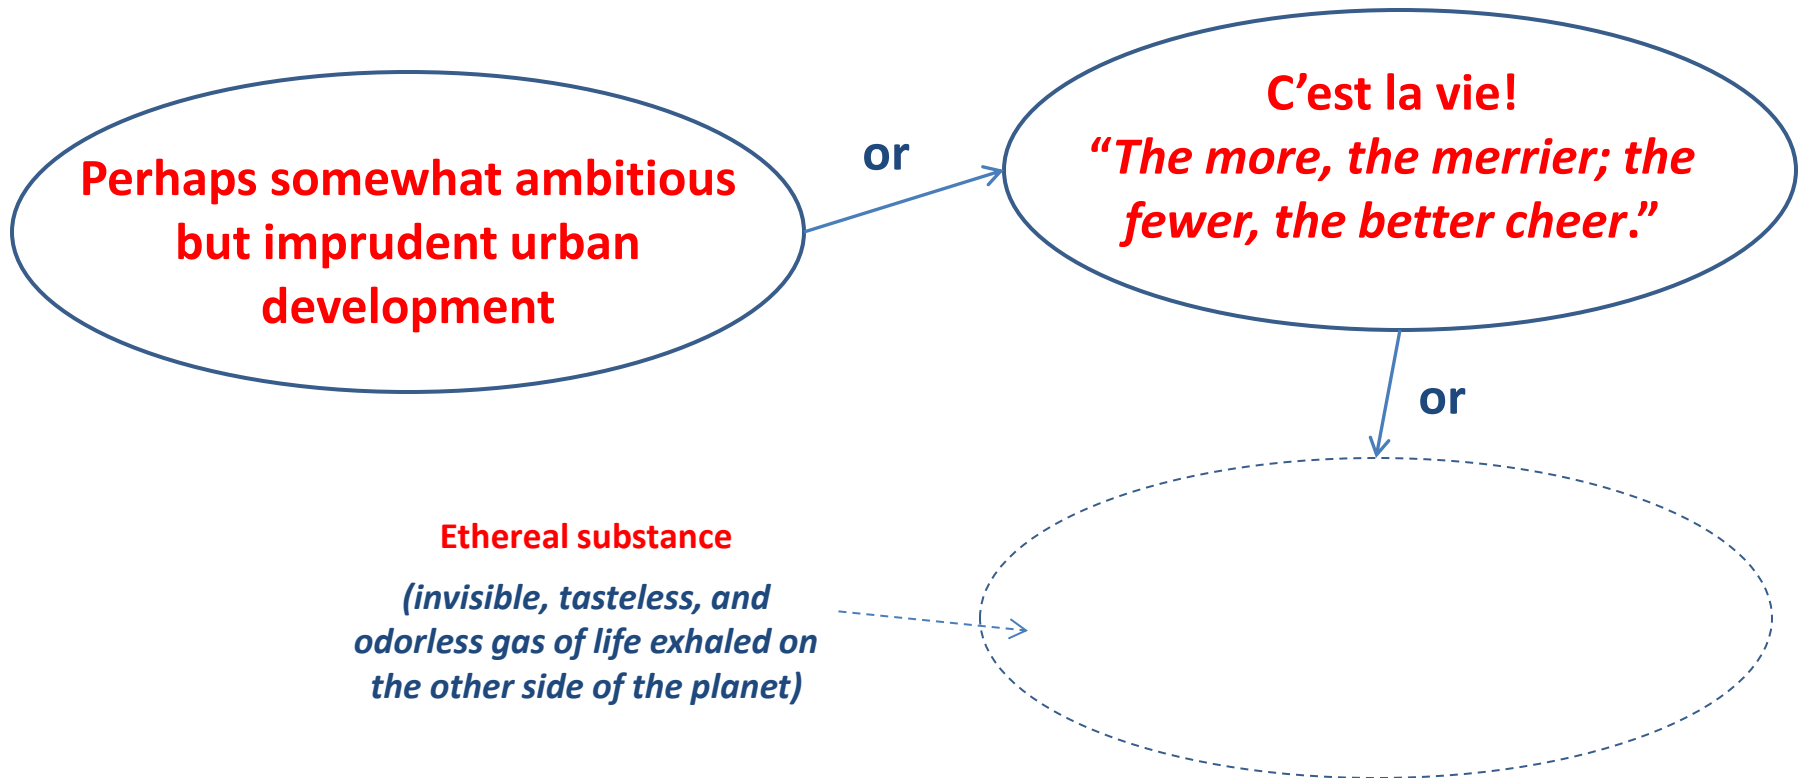 Perhaps somewhat ambitious
but imprudent urban
development
or
C’est la vie!
“The more, the merrier; the
fewer, the better cheer.”
or
Ethereal substance
(invisible, tasteless, and
odorless gas of life exhaled on
the other side of the planet)